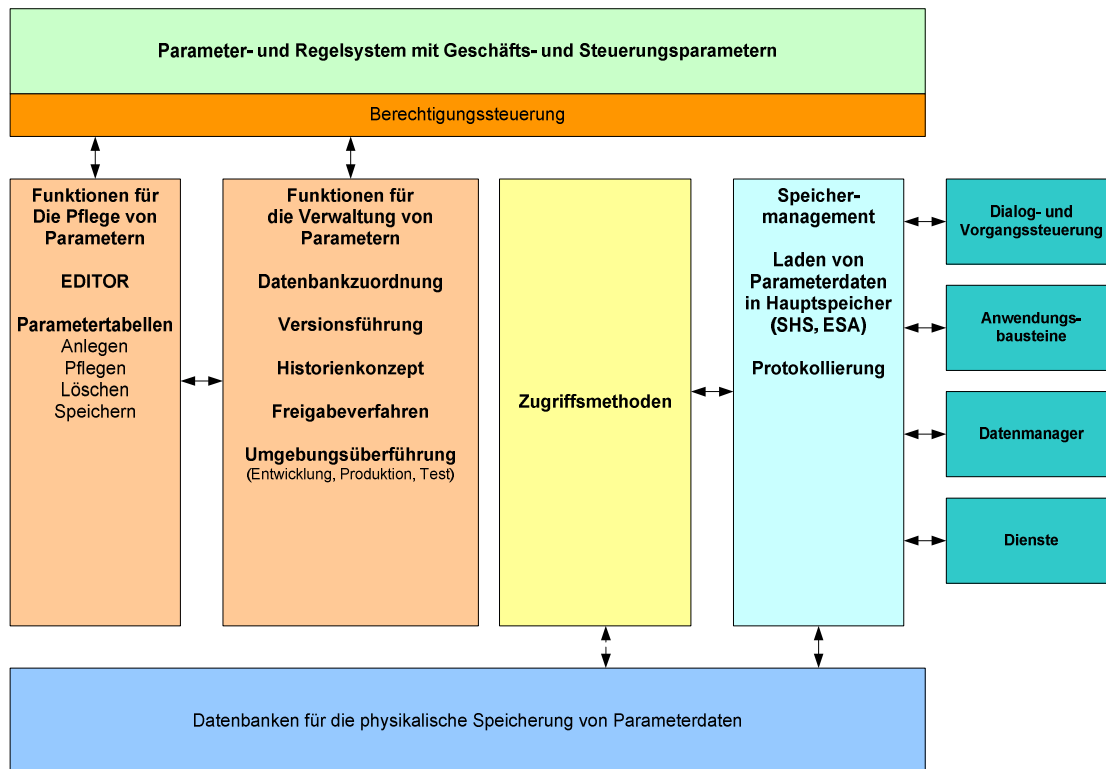 Parameter- und Regelsystem mit Geschäfts- und Steuerungsparametern
Berechtigungssteuerung
Funktionen für
Die Pflege von
Parametern
EDITOR
Parametertabellen
Anlegen
Pflegen
Löschen
Speichern
Funktionen für
die Verwaltung von
Parametern
Datenbankzuordnung
Versionsführung
Historienkonzept
Freigabeverfahren
Umgebungsüberführung
(Entwicklung, Produktion, Test)
Zugriffsmethoden
Speicher-
management
Laden von
Parameterdaten
in Hauptspeicher
(SHS, ESA)
Protokollierung
Dialog- und
Vorgangssteuerung
Anwendungs-
bausteine
Datenmanager
Dienste
Datenbanken für die physikalische Speicherung von Parameterdaten